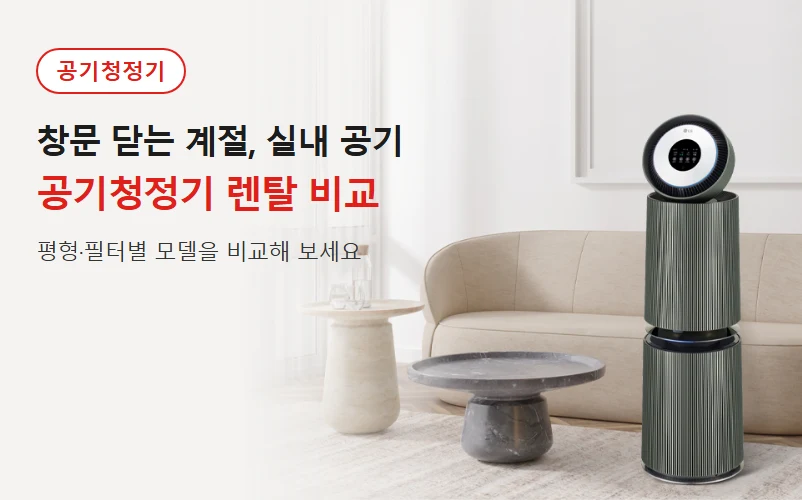 공기청정기
창문 닫는 계절, 실내 공기
공기청정기 렌탈 비교
평형·필터별 모델을 비교해 보세요